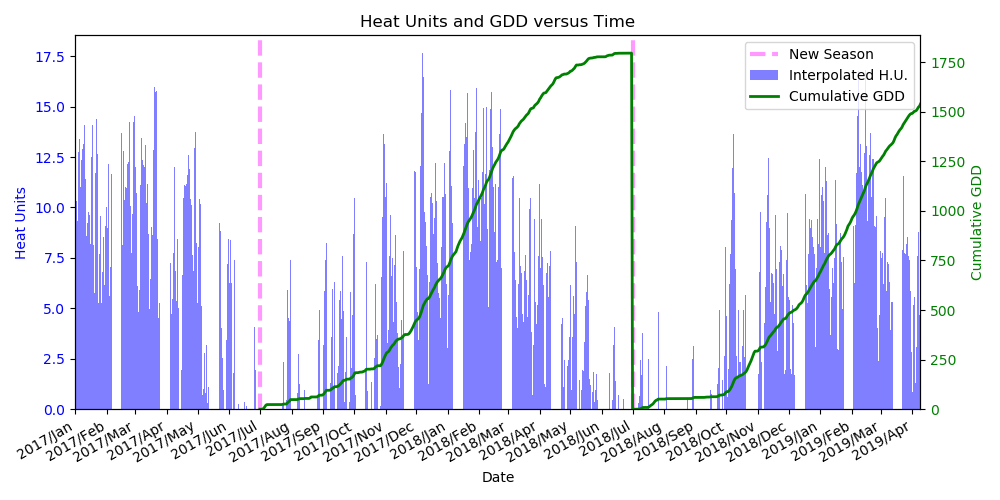 Heat Units and GDD versus Time
New Season
Interpolated H.U.
Cumulative GDD
Heat Units
17.5
15.0
12.5
10.0
7.5
5.0
2.5
0.0
Cumulative GDD
1750
1500
1250
1000
750
500
250
0
2017/Jan
2017/Feb
2017/Mar
2017/Apr
2017/May
2017/Jun
2017/Jul
2017/Aug
2017/Sep
2017/Oct
2017/Nov
2017/Dec
2018/Jan
2018/Feb
2018/Mar
2018/Apr
2018/May
2018/Jun
2018/Jul
2018/Aug
2018/Sep
2018/Oct
2018/Nov
2018/Dec
2019/Jan
2019/Feb
2019/Mar
2019/Apr
Date